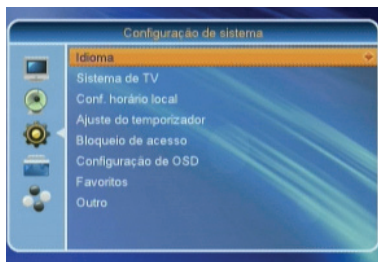 Configuração de sistema
Idioma
Sistema de TV
Conf. horário local
Ajuste do temporizador
Bloqueio de acesso
Configuração de OSD
Favoritos
Outro